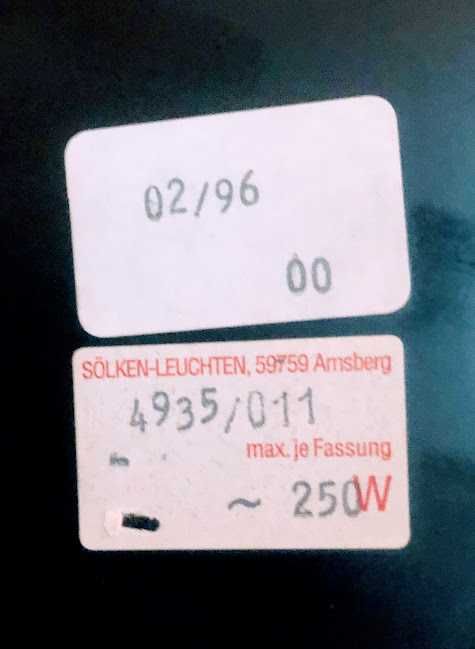 02/96
00
SÖLKEN-LEUCHTEN, 59759 Arnsberg
4935/011
max. je Fassung
~ 250W